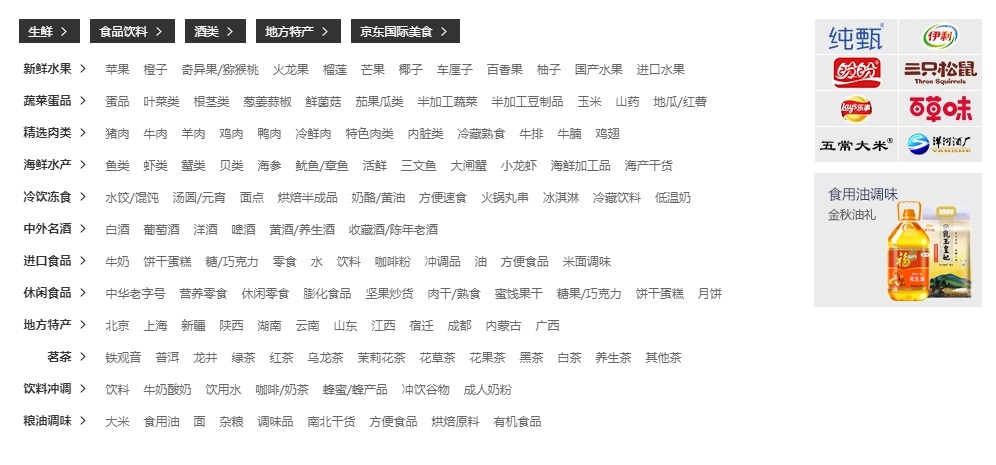 生鲜 食品饮料 酒类 地方特产 京东国际美食
新鲜水果 苹果 橙子 奇异果/猕猴桃 火龙果 榴莲 芒果 椰子 车厘子 百香果 柚子 国产水果 进口水果
蔬菜蛋品 蛋品 叶菜类 根茎类 葱姜蒜椒 鲜菌菇 茄果瓜类 半加工蔬菜 半加工豆制品 玉米 山药 地瓜/红薯
精选肉类 猪肉 牛肉 羊肉 鸡肉 鸭肉 冷鲜肉 特色肉类 内脏类 冷藏熟食 牛排 牛腩 鸡翅
海鲜水产 鱼类 虾类 蟹类 贝类 海参 鱿鱼/章鱼 活鲜 三文鱼 大闸蟹 小龙虾 海鲜加工品 海产干货
冷饮冻食 水饺/馄饨 汤圆/元宵 面点 烘焙半成品 奶酪/黄油 方便速食 火锅丸串 冰淇淋 冷藏饮料 低温奶
中外名酒 白酒 葡萄酒 洋酒 啤酒 黄酒/养生酒 收藏酒/陈年老酒
进口食品 牛奶 饼干蛋糕 糖/巧克力 零食 水 饮料 咖啡粉 冲调品 油 方便食品 米面调味
休闲食品 中华老字号 营养零食 休闲零食 膨化食品 坚果炒货 肉干/熟食 蜜饯果干 糖果/巧克力 饼干蛋糕 月饼
地方特产 北京 上海 新疆 陕西 湖南 云南 山东 江西 宿迁 成都 内蒙古 广西
茗茶 铁观音 普洱 龙井 绿茶 红茶 乌龙茶 茉莉花茶 花草茶 花果茶 黑茶 白茶 养生茶 其他茶
饮料冲调 饮料 牛奶酸奶 饮用水 咖啡/奶茶 蜂蜜/蜂产品 冲饮谷物 成人奶粉
粮油调味 大米 食用油 面 杂粮 调味品 南北干货 方便食品 烘焙原料 有机食品
纯甄 伊利
盼盼 三只松鼠
Three Squirrels
Lay's乐事 百草味
五常大米® 洋河酒厂
YANGHE
食用油调味
金秋油礼
福
乳玉皇妃